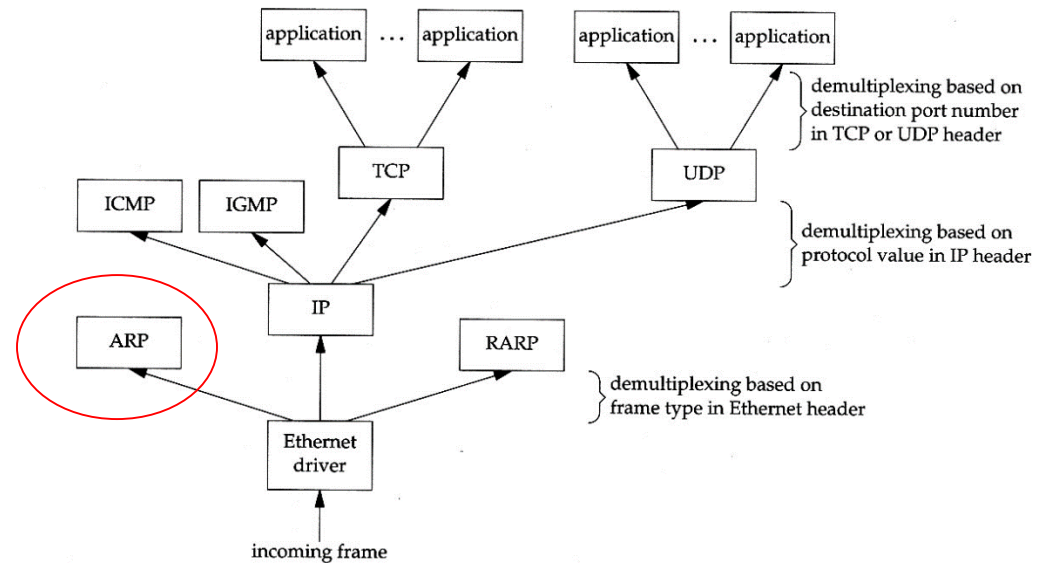 application ... application
application ... application
demultiplexing based on
destination port number
in TCP or UDP header
TCP
UDP
ICMP
IGMP
demultiplexing based on
protocol value in IP header
IP
ARP
RARP
demultiplexing based on
frame type in Ethernet header
Ethernet
driver
incoming frame